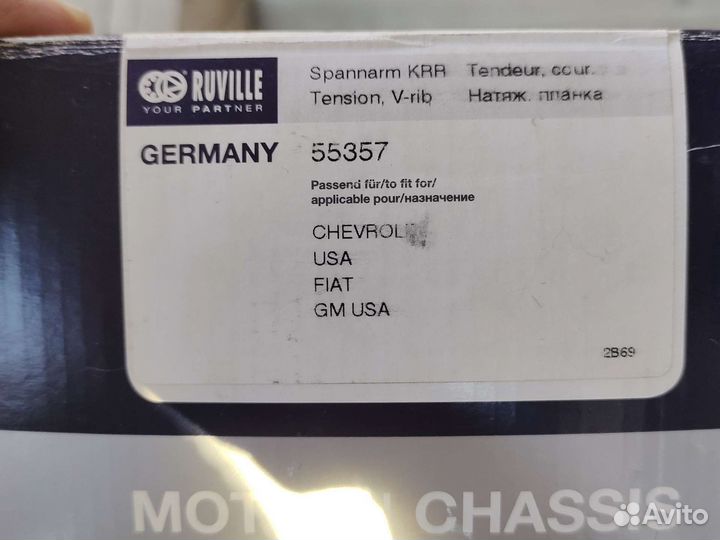 RUVILLE
YOUR PARTNER
Spannarm KRR Tendeur, cour.
Tension, V-rib Натяж. планка
GERMANY 55357
Passend für/to fit for/
applicable pour/назначение
USA
FIAT
GM USA
2B69
CHASSIS
Avito